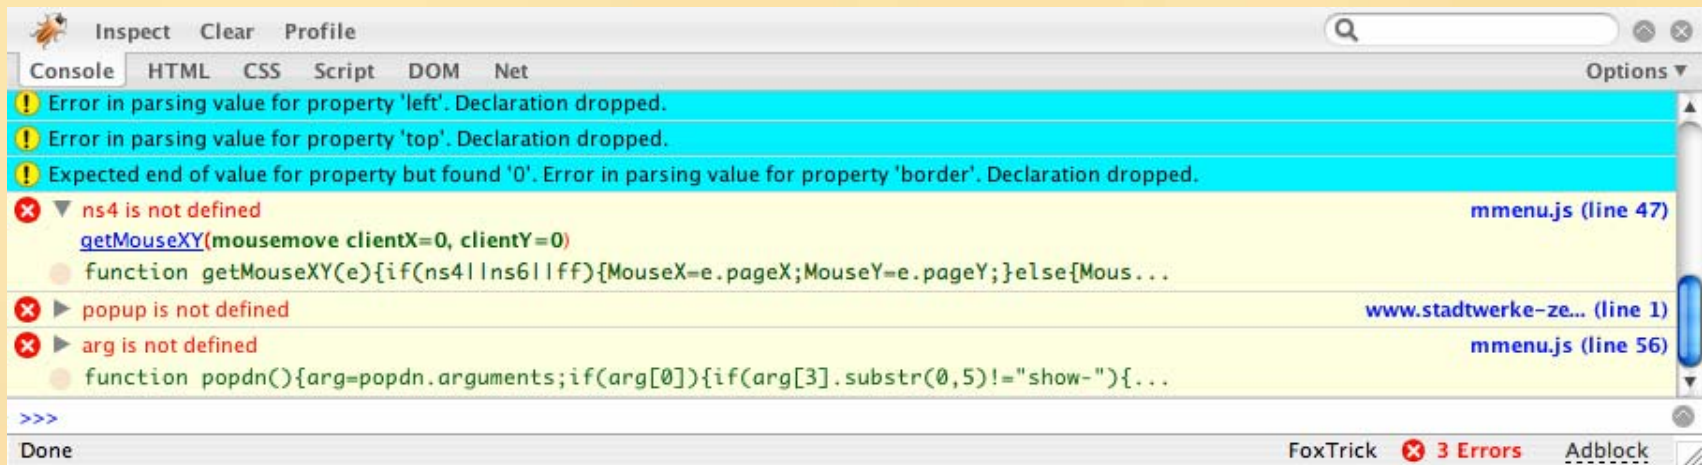 Inspect Clear Profile
Console HTML CSS Script DOM Net Options
Error in parsing value for property 'left'. Declaration dropped.
Error in parsing value for property 'top'. Declaration dropped.
Expected end of value for property but found '0'. Error in parsing value for property 'border'. Declaration dropped.
ns4 is not defined mmenu.js (line 47)
getMouseXY(mousemove clientX=0, clientY=0)
function getMouseXY(e){if(ns4||ns6||ff){MouseX=e.pageX;MouseY=e.pageY;}else{Mous...
popup is not defined www.stadtwerke-ze... (line 1)
arg is not defined mmenu.js (line 56)
function popdn(){arg=popdn.arguments;if(arg[0]){if(arg[3].substr(0,5)!="show-"){...
>>>
Done FoxTrick 3 Errors Adblock